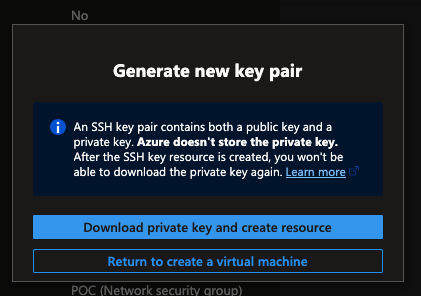 No
Generate new key pair
An SSH key pair contains both a public key and a
private key. Azure doesn't store the private key.
After the SSH key resource is created, you won't be
able to download the private key again. Learn more
Download private key and create resource
Return to create a virtual machine
POC (Network security group)